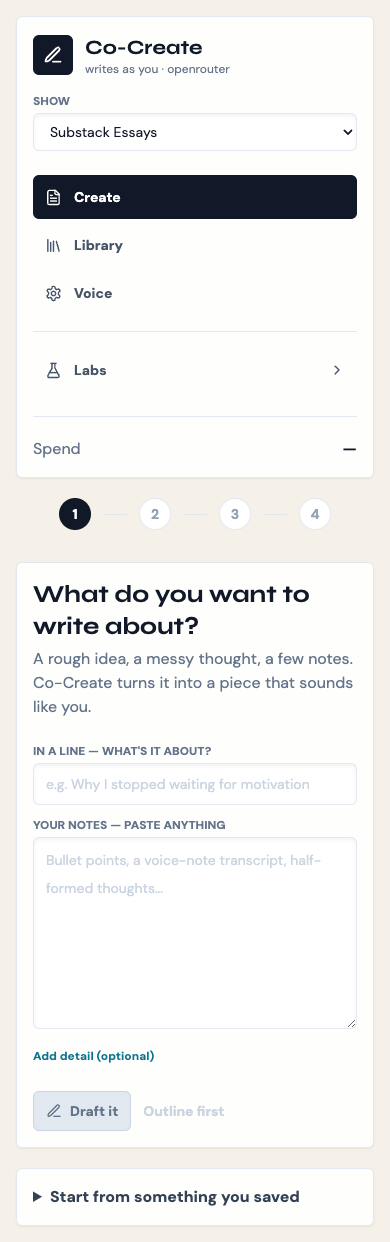 Co-Create
writes as you · openrouter
SHOW
Substack Essays
Create
Library
Voice
Labs
Spend —
1 2 3 4
What do you want to
write about?
A rough idea, a messy thought, a few notes.
Co-Create turns it into a piece that sounds
like you.
IN A LINE — WHAT'S IT ABOUT?
e.g. Why I stopped waiting for motivation
YOUR NOTES — PASTE ANYTHING
Bullet points, a voice-note transcript, half-
formed thoughts…
Add detail (optional)
Draft it Outline first
Start from something you saved